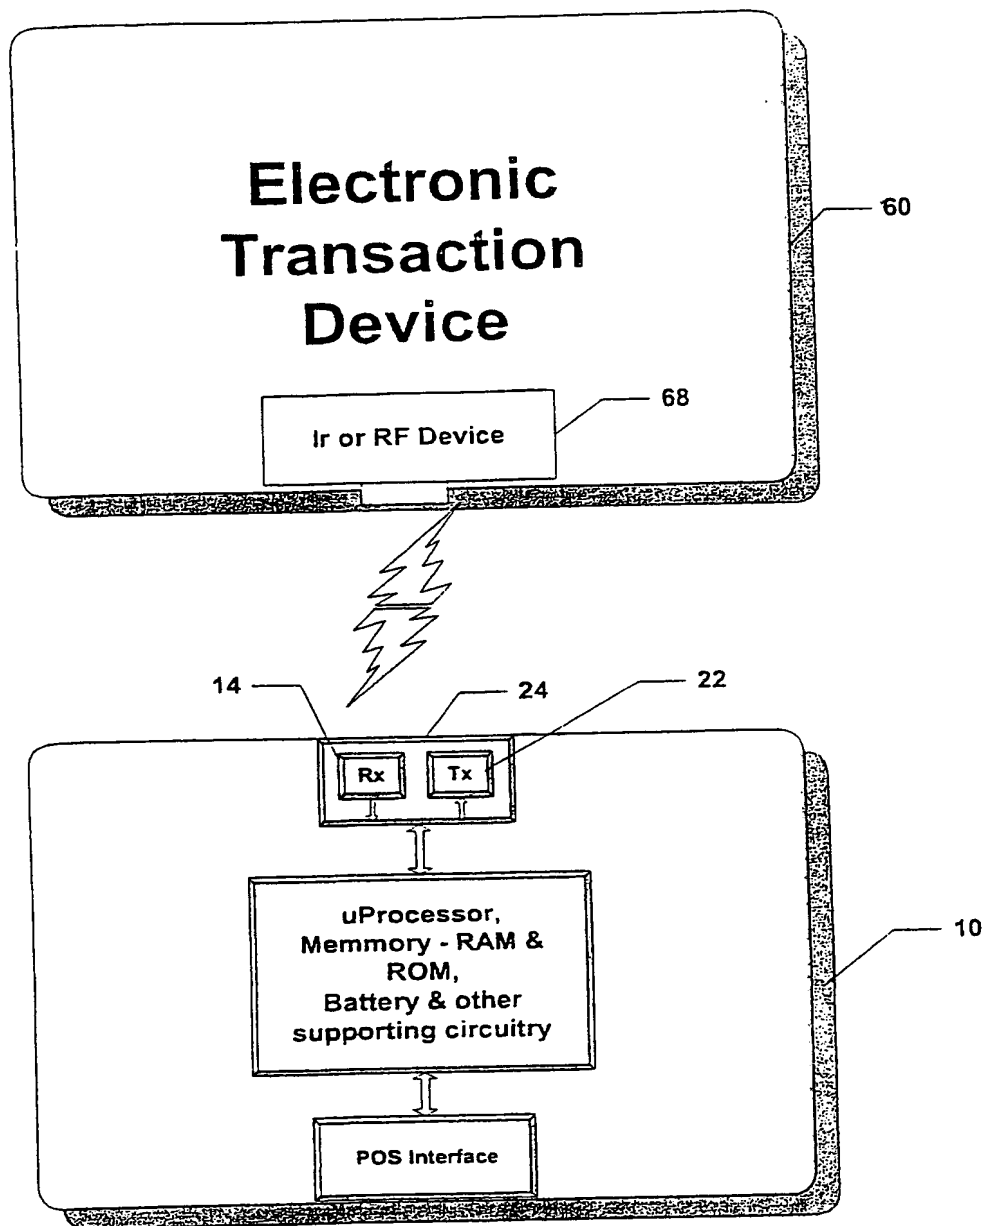 Electronic
Transaction
Device
60
68
Ir or RF Device
14
24
22
Rx
Tx
uProcessor,
Memmory - RAM &
ROM,
Battery & other
supporting circuitry
10
POS Interface